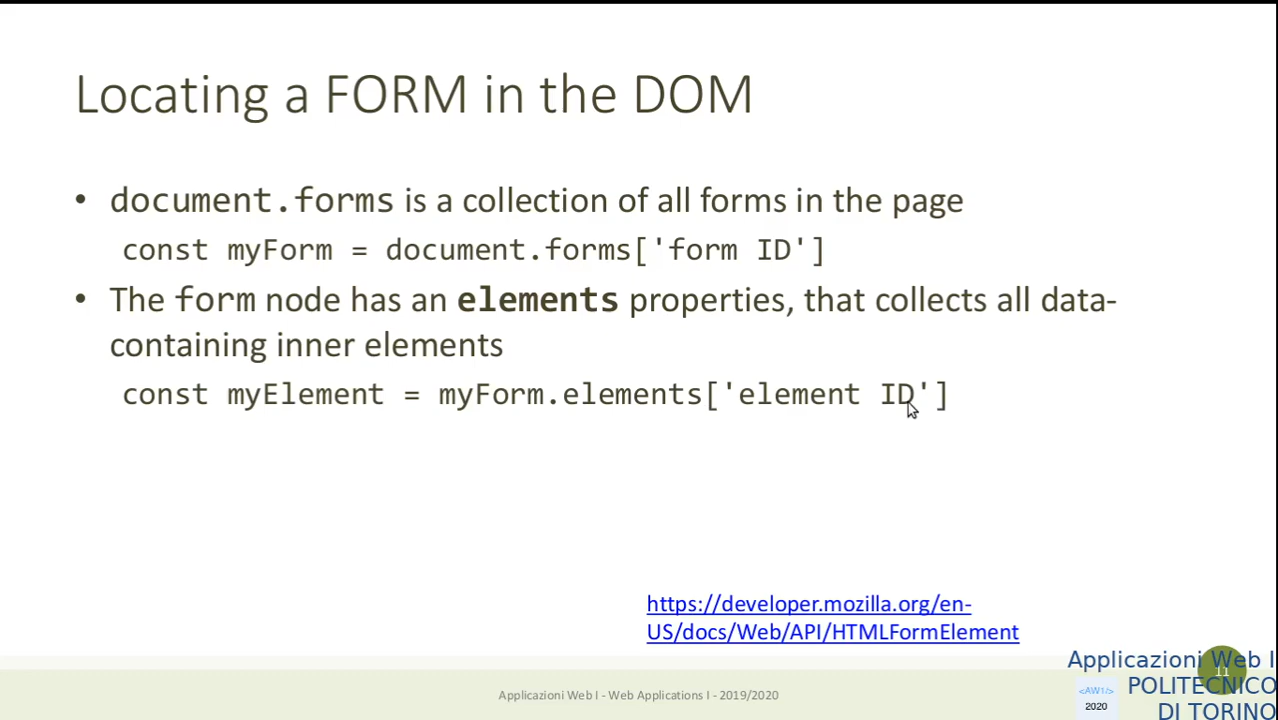 Locating a FORM in the DOM
• document.forms is a collection of all forms in the page
const myForm = document.forms['form ID']
• The form node has an elements properties, that collects all data-
containing inner elements
const myElement = myForm.elements['element ID']
https://developer.mozilla.org/en-
US/docs/Web/API/HTMLFormElement
Applicazioni Web I - Web Applications I - 2019/2020
11
Applicazioni Web I
POLITECNICO
DI TORINO
<AW1/>
2020